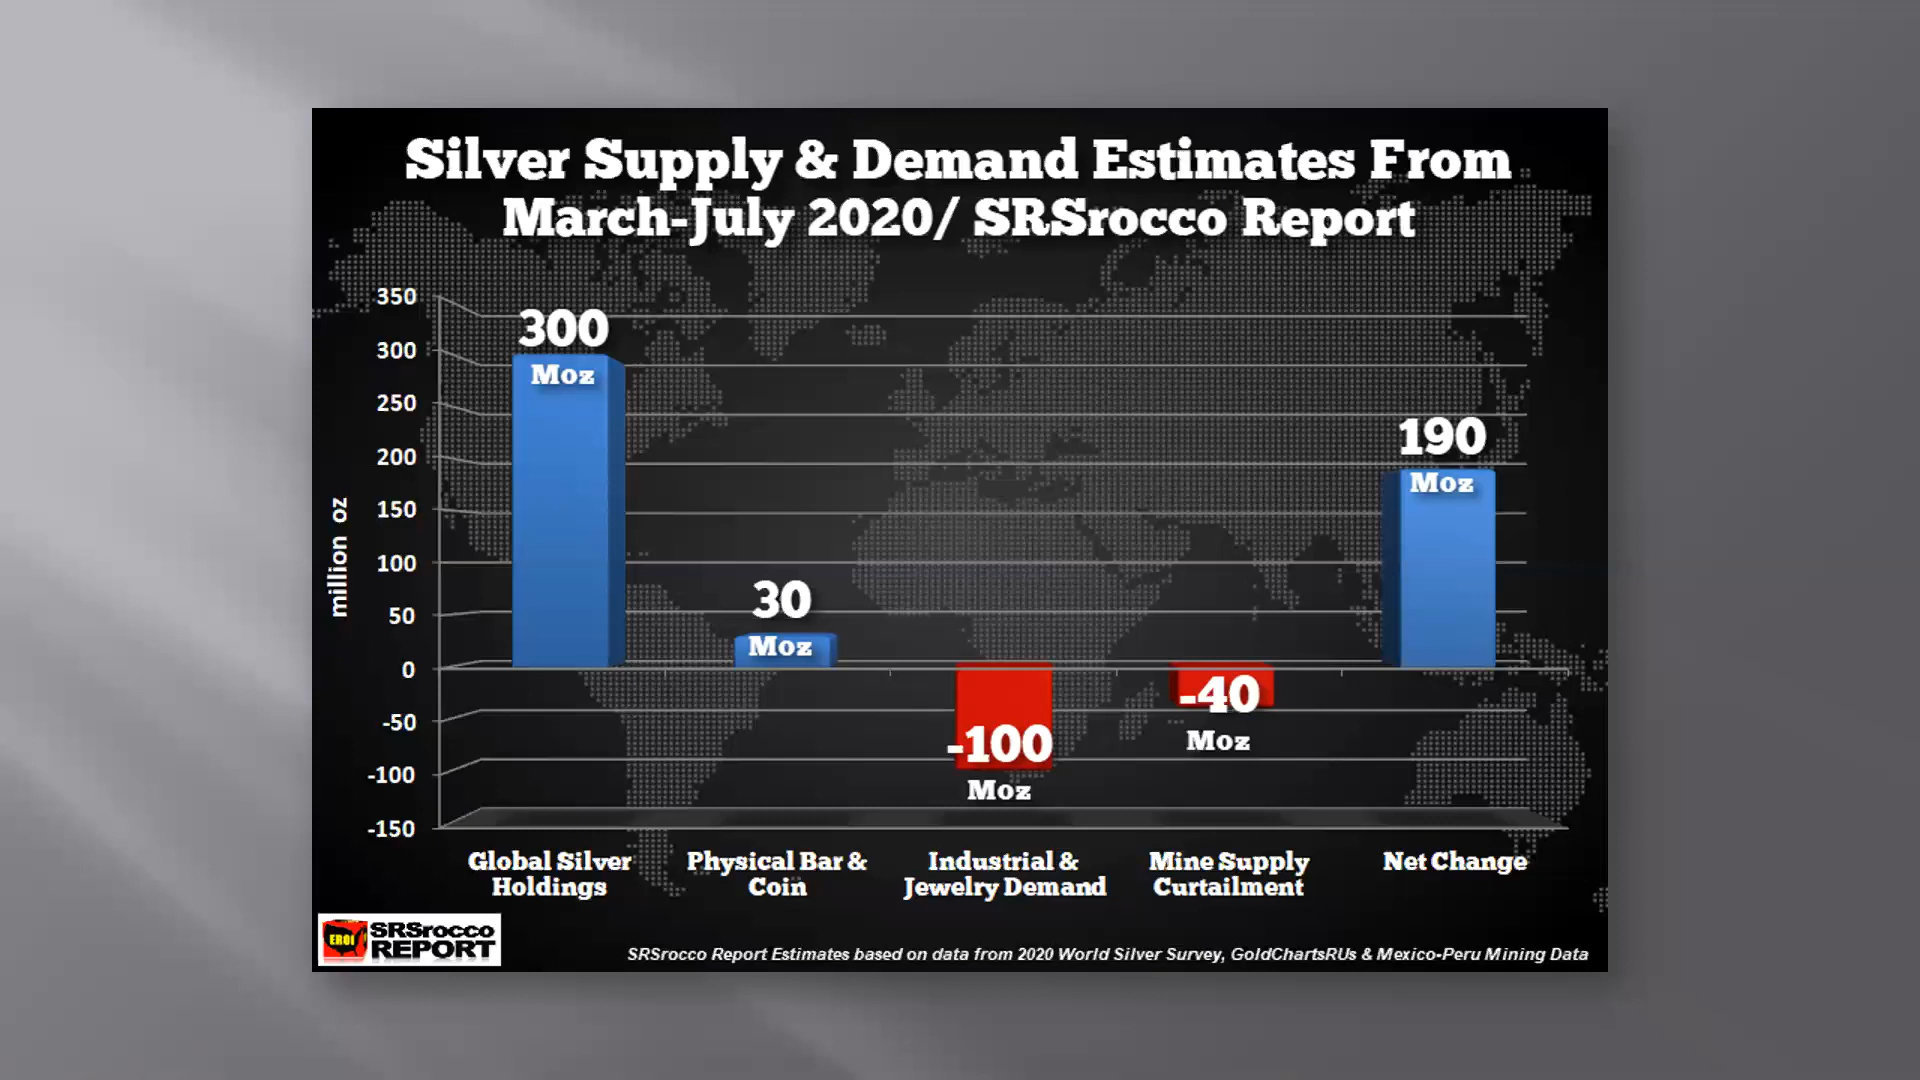 Silver Supply & Demand Estimates From
March-July 2020/ SRSrocco Report
350
300
250
200
150
100
50
0
-50
-100
-150
million oz
300
Moz
30
Moz
-100
Moz
-40
Moz
190
Moz
Global Silver
Holdings
Physical Bar &
Coin
Industrial &
Jewelry Demand
Mine Supply
Curtailment
Net Change
EROI
SRSrocco
REPORT
SRSrocco Report Estimates based on data from 2020 World Silver Survey, GoldChartsRUs & Mexico-Peru Mining Data